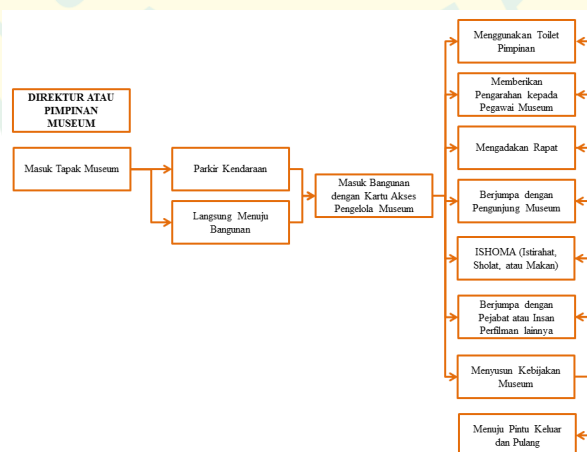 DIREKTUR ATAU
PIMPINAN
MUSEUM
Masuk Tapak Museum
Parkir Kendaraan
Langsung Menuju
Bangunan
Masuk Bangunan
dengan Kartu Akses
Pengelola Museum
Menggunakan Toilet
Pimpinan
Memberikan
Pengarahan kepada
Pegawai Museum
Mengadakan Rapat
Berjumpa dengan
Pengunjung Museum
ISHOMA (Istirahat,
Sholat, atau Makan)
Berjumpa dengan
Pejabat atau Insan
Perfilman lainnya
Menyusun Kebijakan
Museum
Menuju Pintu Keluar
dan Pulang